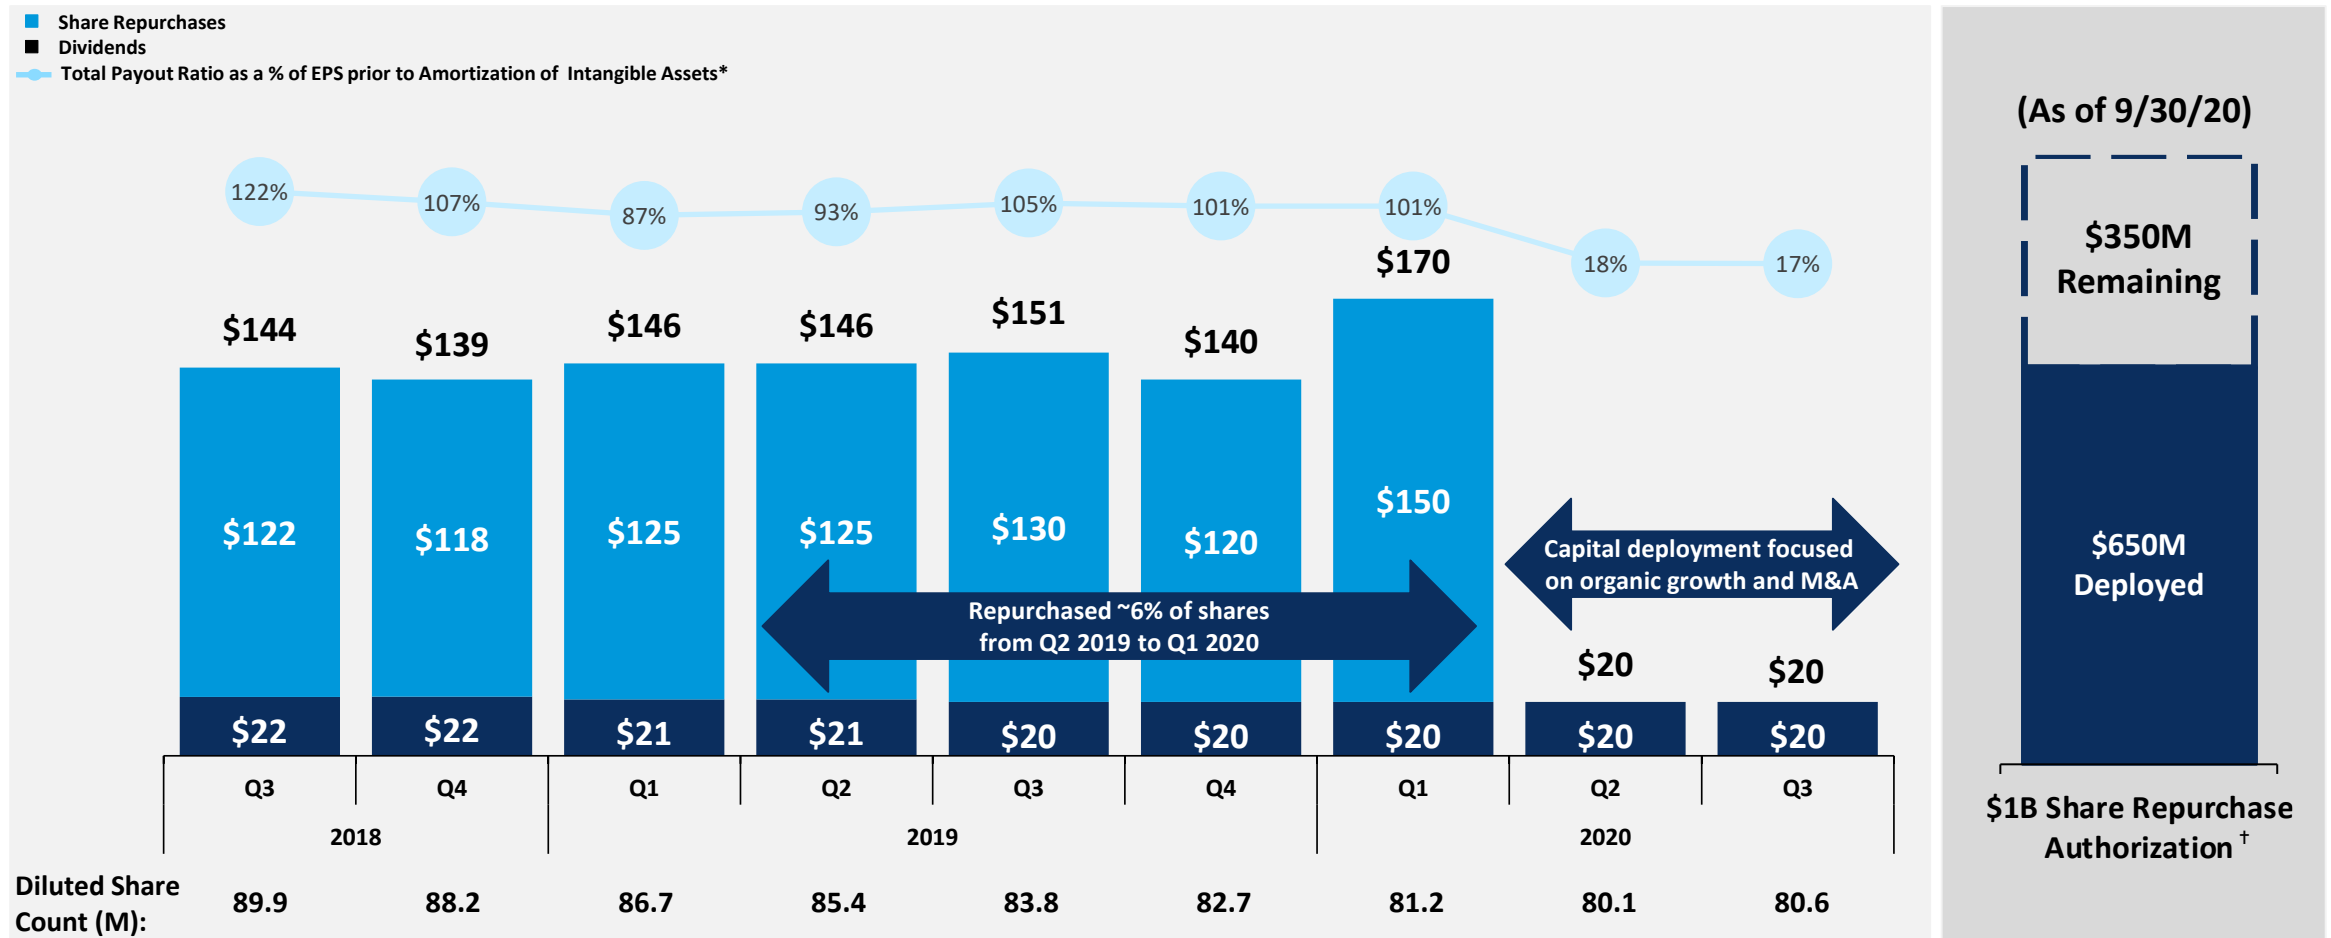 Share Repurchases
Dividends
Total Payout Ratio as a % of EPS prior to Amortization of Intangible Assets*
122%
107%
87%
93%
105%
101%
101%
18%
17%
$144
$139
$146
$146
$151
$140
$170
$20
$20
$122
$118
$125
$125
$130
$120
$150
Repurchased ~6% of shares
from Q2 2019 to Q1 2020
Capital deployment focused
on organic growth and M&A
$22
$22
$21
$21
$20
$20
$20
$20
$20
Q3
Q4
Q1
Q2
Q3
Q4
Q1
Q2
Q3
2018
2019
2020
Diluted Share
Count (M):
89.9
88.2
86.7
85.4
83.8
82.7
81.2
80.1
80.6
(As of 9/30/20)
$350M
Remaining
$650M
Deployed
$1B Share Repurchase
Authorization †